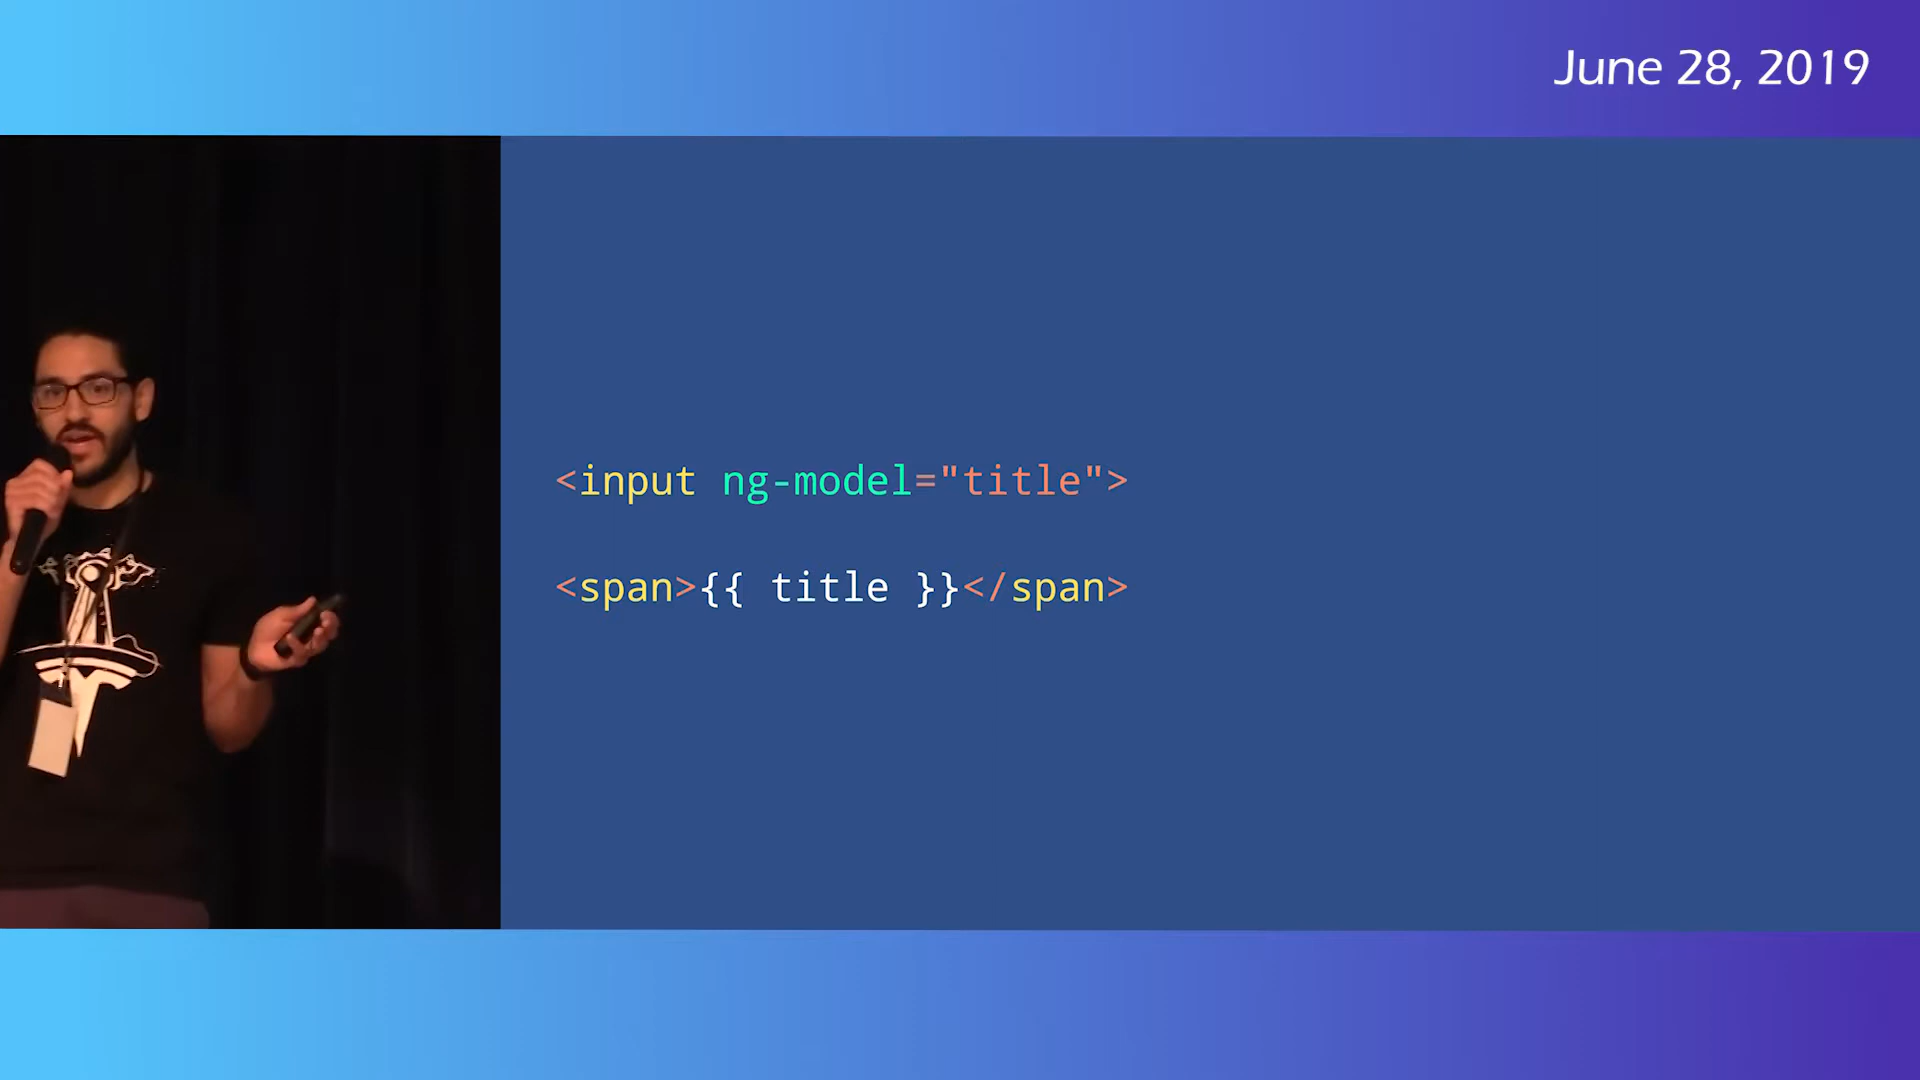 June 28, 2019
<input ng-model="title">
<span>{{ title }}</span>